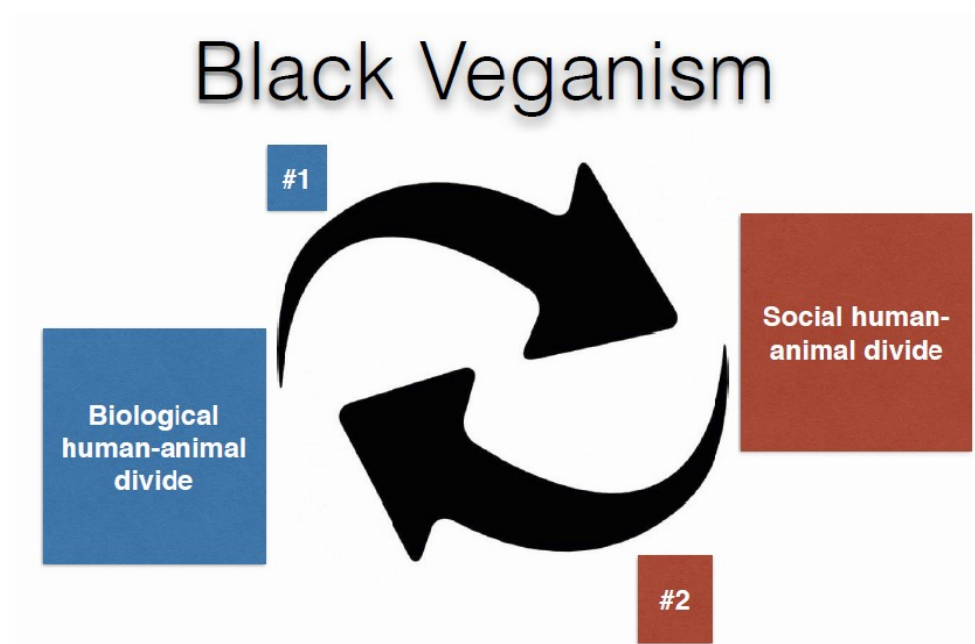 Black Veganism
#1
Social human-
animal divide
Biological
human-animal
divide
#2